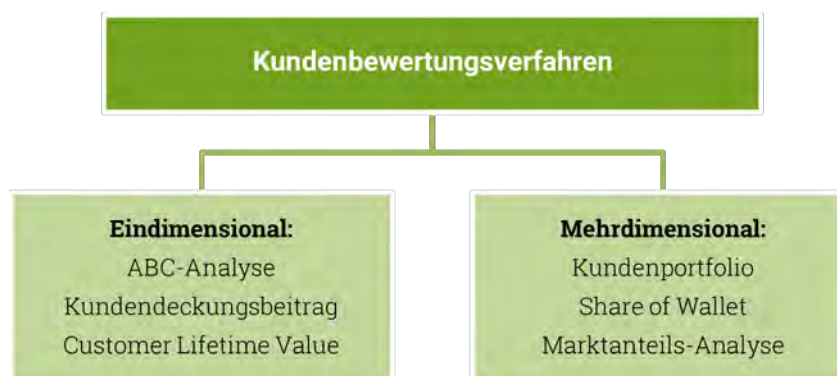 Kundenbewertungsverfahren
Eindimensional:
ABC-Analyse
Kundendeckungsbeitrag
Customer Lifetime Value
Mehrdimensional:
Kundenportfolio
Share of Wallet
Marktanteils-Analyse